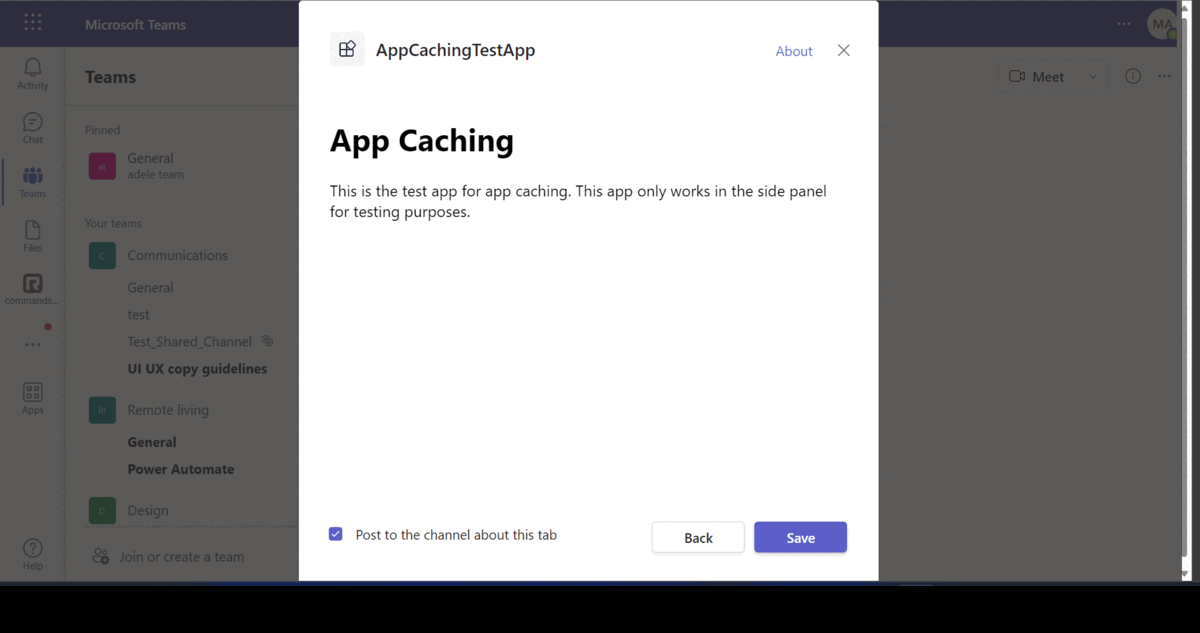 Microsoft Teams
MA
Activity
Chat
Teams
Files
commands...
Apps
Help
Teams
Pinned
at
General
adele team
Your teams
C
Communications
General
test
Test_Shared_Channel
UI UX copy guidelines
Rl
Remote living
General
Power Automate
D
Design
Join or create a team
AppCachingTestApp
About
App Caching
This is the test app for app caching. This app only works in the side panel
for testing purposes.
Post to the channel about this tab
Back
Save
Meet